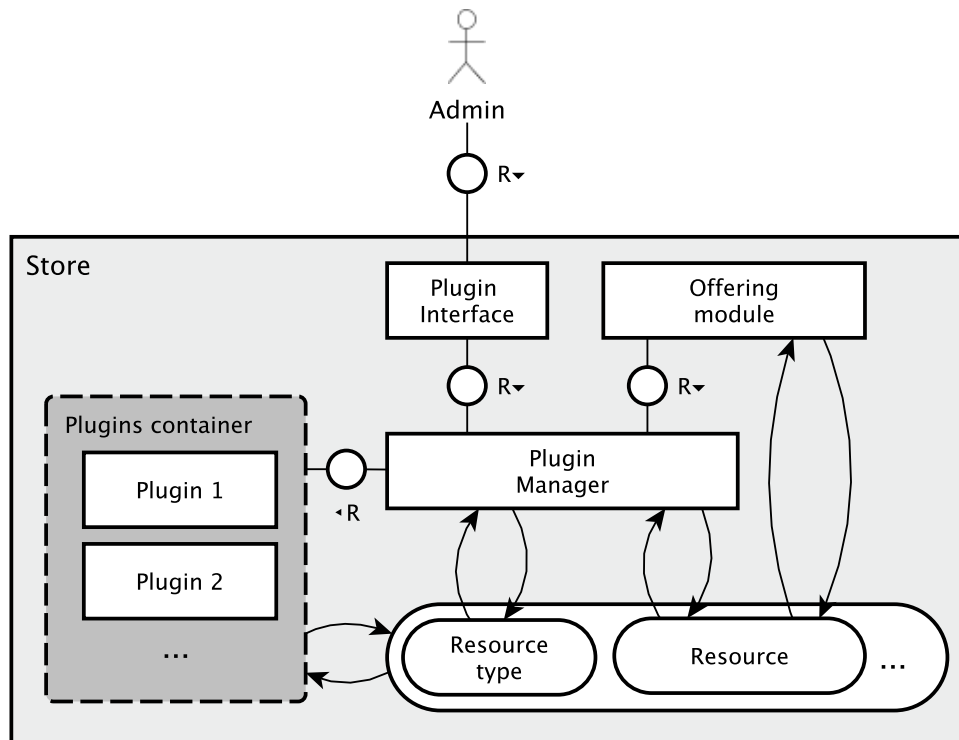 Admin
R
Store
Plugin
Interface
Offering
module
R
R
Plugins container
Plugin 1
Plugin 2
...
R
Plugin
Manager
Resource
type
Resource
...